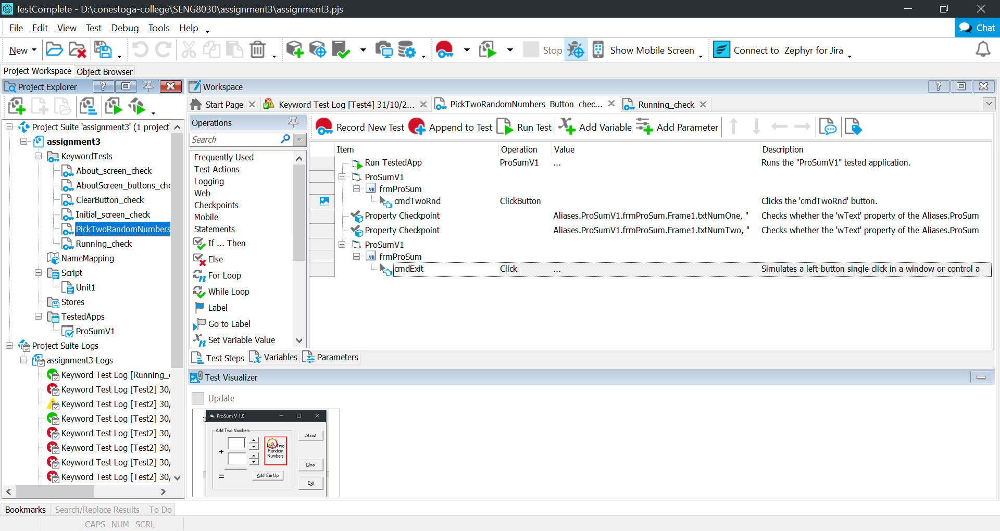 TestComplete - D:\conestoga-college\SENG8030\assignment3\assignment3.pjs
File Edit View Test Debug Tools Help
Chat
New
Stop
Show Mobile Screen
Connect to Zephyr for Jira
Project Workspace
Object Browser
Project Explorer
Project Suite 'assignment3' (1 project)
assignment3
KeywordTests
About_screen_check
AboutScreen_buttons_che
ClearButton_check
Initial_screen_check
PickTwoRandomNumbers
Running_check
NameMapping
Script
Unit1
Stores
TestedApps
ProSumV1
Project Suite Logs
assignment3 Logs
Keyword Test Log [Running_c
Keyword Test Log [Test2] 30/
Keyword Test Log [Test2] 30/
Keyword Test Log [Test2] 30/
Keyword Test Log [Test2] 30/
Keyword Test Log [Test2] 30/
Keyword Test Log [Test2] 30/
Keyword Test Log [Test2] 30/
Workspace
Start Page
Keyword Test Log [Test4] 31/10/2...
PickTwoRandomNumbers_Button_chec...
Running_check
Operations
Search
Frequently Used
Test Actions
Logging
Web
Checkpoints
Mobile
Statements
If ... Then
Else
For Loop
While Loop
Label
Go to Label
Set Variable Value
Record New Test
Append to Test
Run Test
Add Variable
Add Parameter
Item Operation Value Description
Run TestedApp ProSumV1 ... Runs the "ProSumV1" tested application.
ProSumV1
frmProSum
cmdTwoRnd ClickButton Clicks the 'cmdTwoRnd' button.
Property Checkpoint Aliases.ProSumV1.frmProSum.Frame1.txtNumOne, " Checks whether the 'wText' property of the Aliases.ProSum
Property Checkpoint Aliases.ProSumV1.frmProSum.Frame1.txtNumTwo, " Checks whether the 'wText' property of the Aliases.ProSum
ProSumV1
frmProSum
cmdExit Click ... Simulates a left-button single click in a window or control a
Test Steps
Variables
Parameters
Test Visualizer
Update
ProSum V 1.0
Add Two Numbers
+
=
Two
Random
Numbers
Add 'Em Up
About
Clear
Exit
Bookmarks
Search/Replace Results
To Do
CAPS NUM SCRL